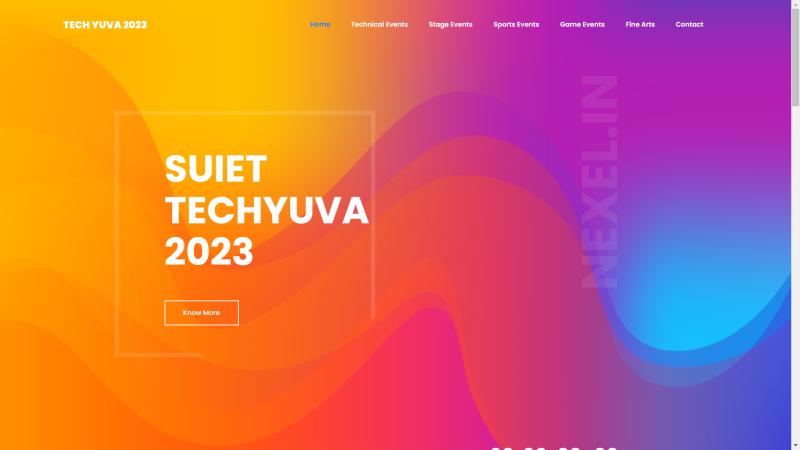 TECH YUVA 2023
Home
Technical Events
Stage Events
Sports Events
Game Events
Fine Arts
Contact
NEXEL.IN
SUIET
TECHYUVA
2023
Know More